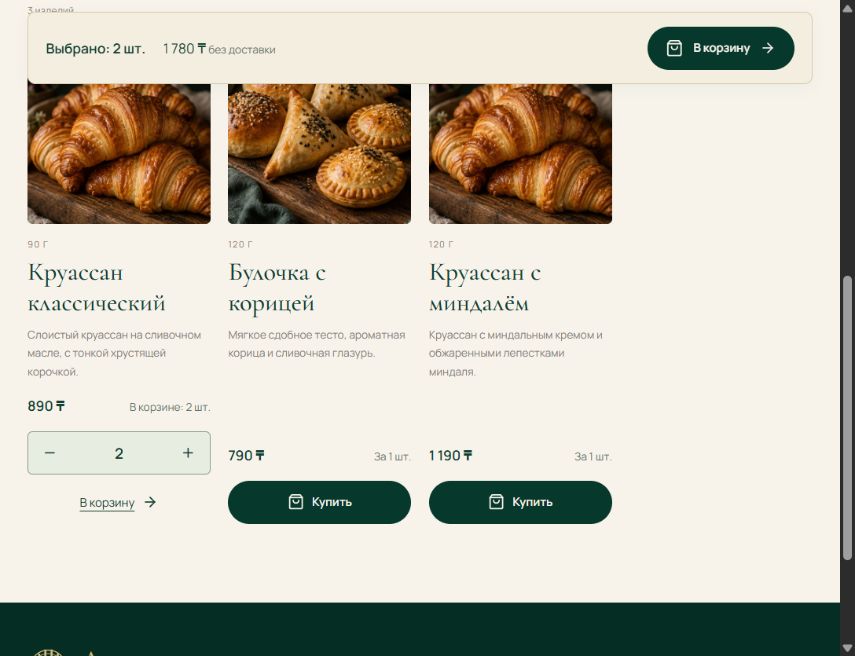 3 изделий
Выбрано: 2 шт. 1 780 ₸ без доставки
В корзину
90 Г
Круассан
классический
Слоистый круассан на сливочном
масле, с тонкой хрустящей
корочкой.
890 ₸ В корзине: 2 шт.
− 2 +
В корзину
120 Г
Булочка с
корицей
Мягкое сдобное тесто, ароматная
корица и сливочная глазурь.
790 ₸ За 1 шт.
Купить
120 Г
Круассан с
миндалём
Круассан с миндальным кремом и
обжаренными лепестками
миндаля.
1 190 ₸ За 1 шт.
Купить